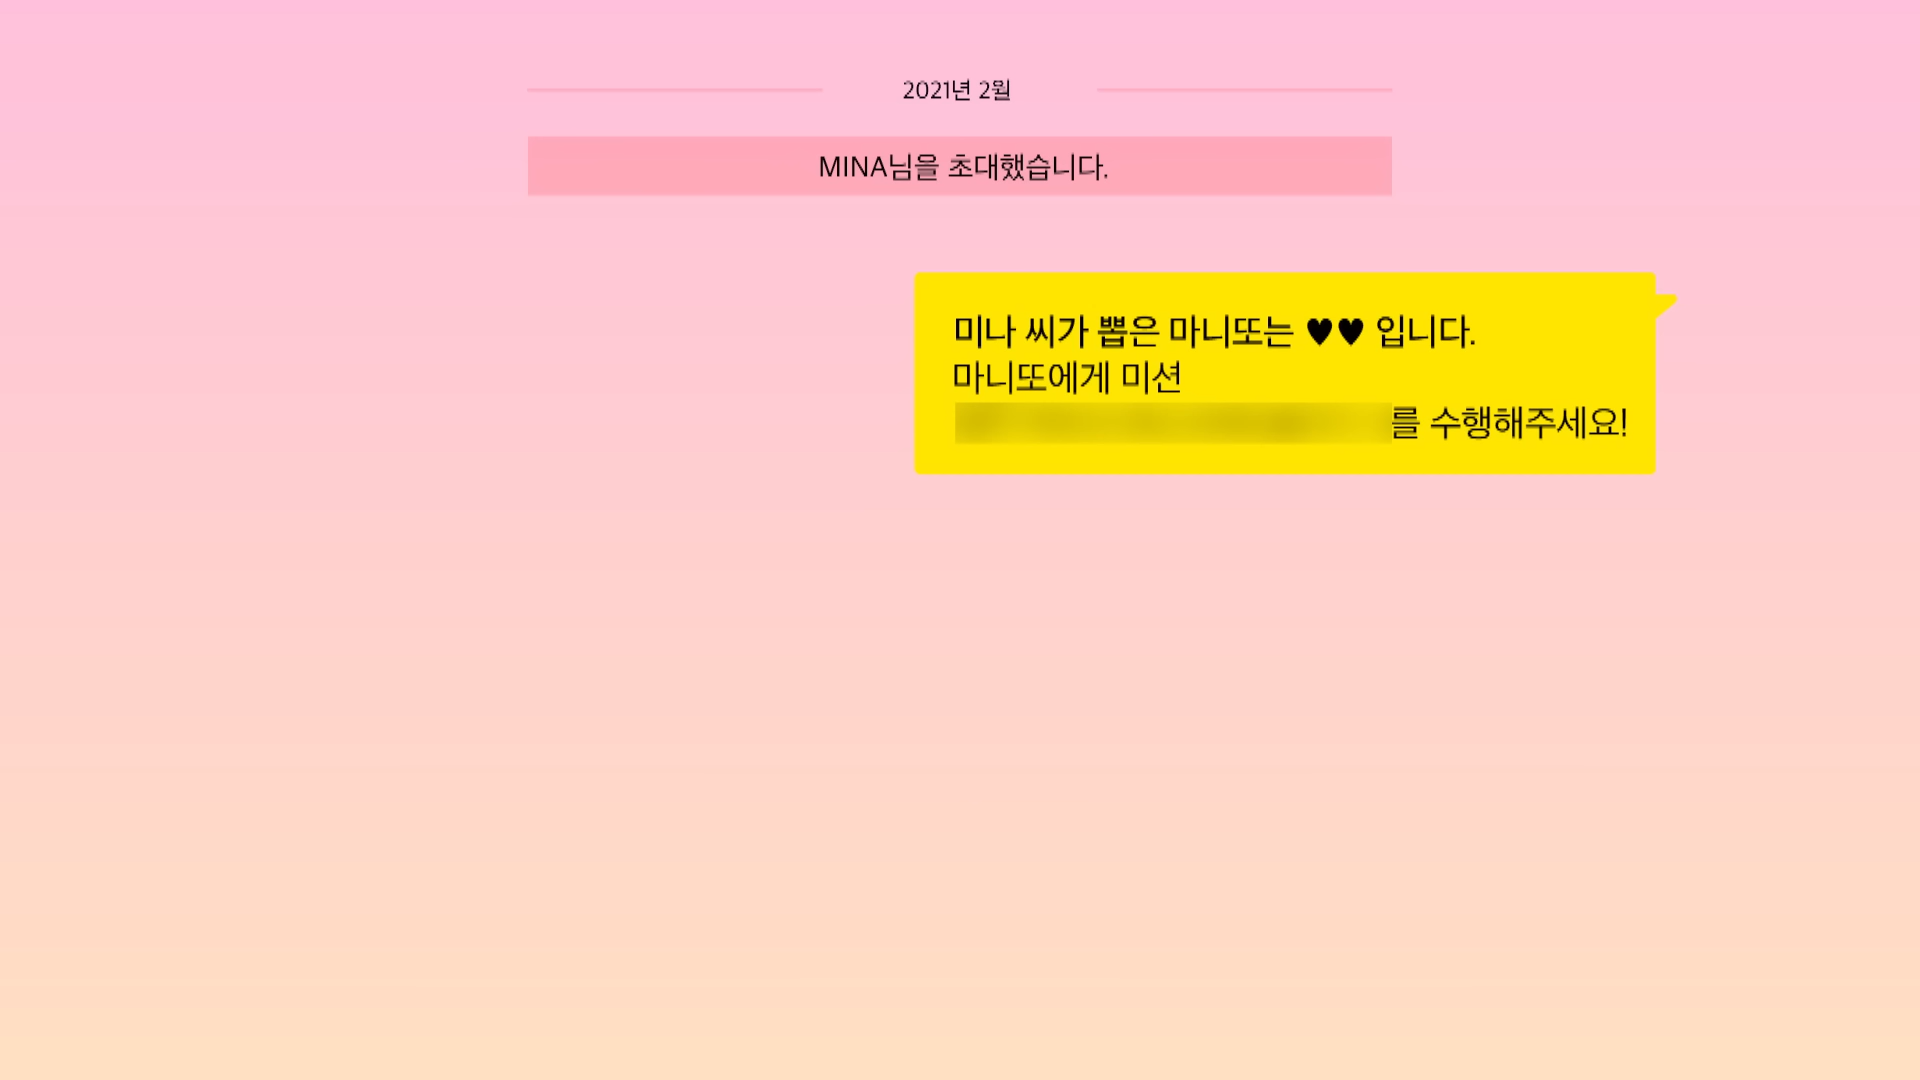 2021년 2월
MINA님을 초대했습니다.
미나 씨가 뽑은 마니또는 ♥♥ 입니다.
마니또에게 미션
를 수행해주세요!